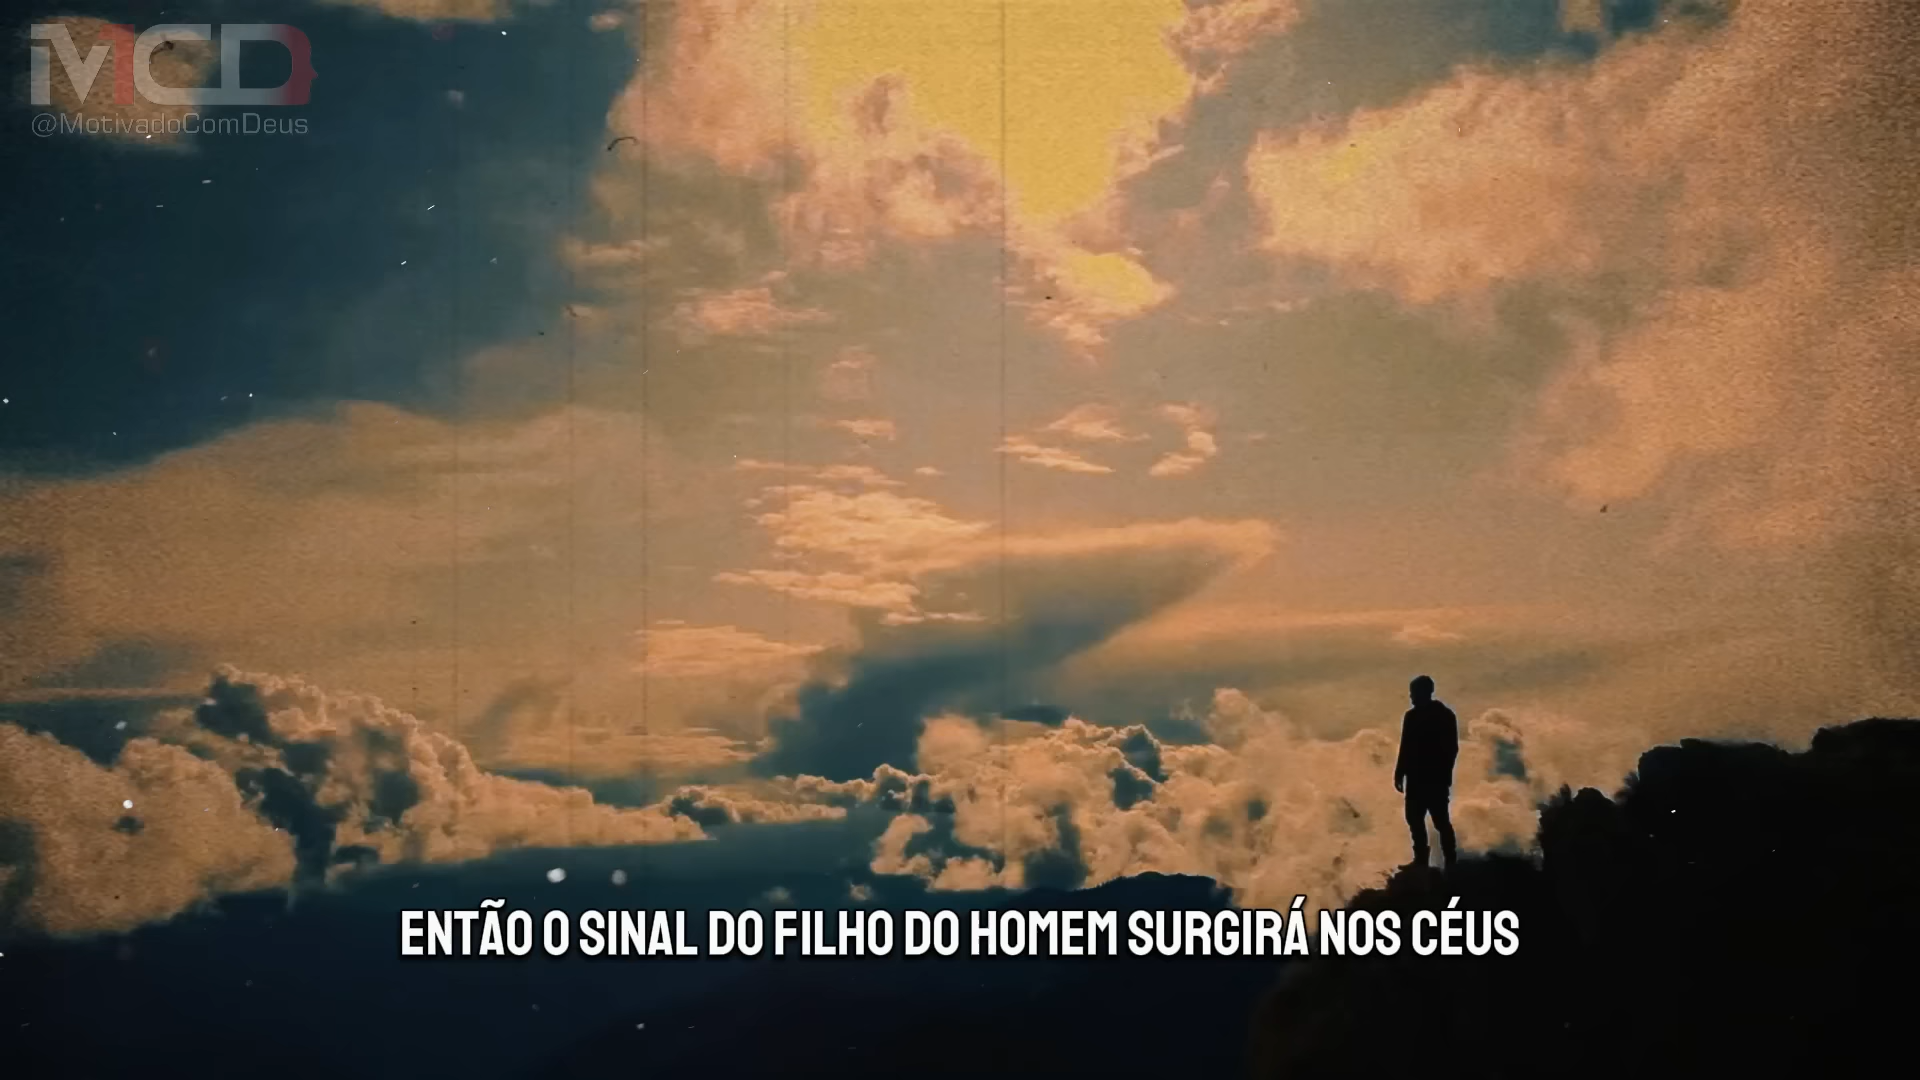 MCD
@MotivadoComDeus
ENTÃO O SINAL DO FILHO DO HOMEM SURGIRÁ NOS CÉUS